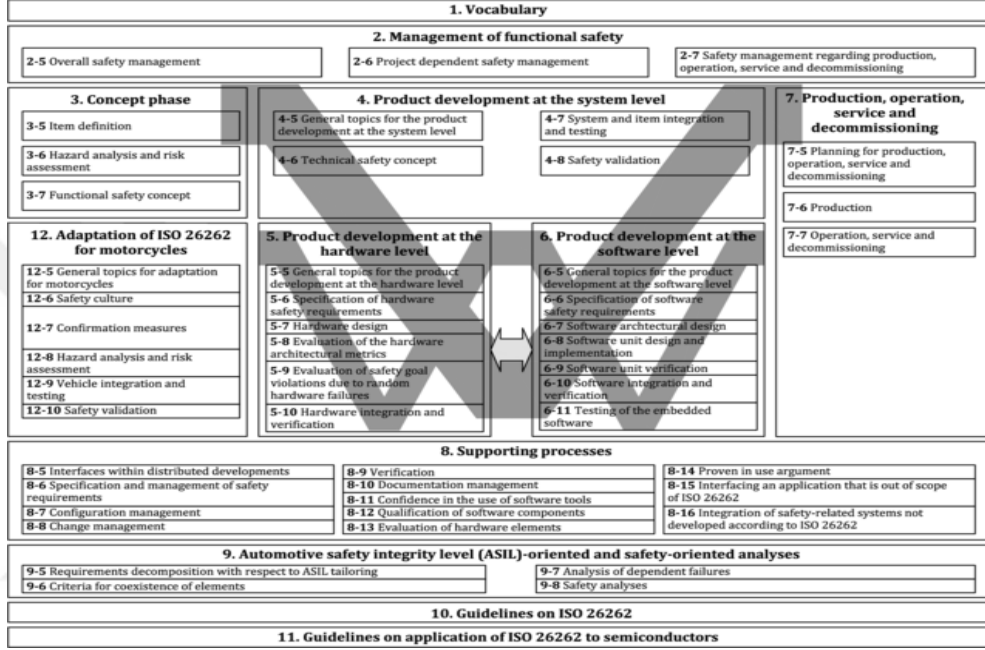 1. Vocabulary
2. Management of functional safety
2-5 Overall safety management
2-6 Project dependent safety management
2-7 Safety management regarding production,
operation, service and decommissioning
3. Concept phase
3-5 Item definition
3-6 Hazard analysis and risk
assessment
3-7 Functional safety concept
4. Product development at the system level
4-5 General topics for the product
development at the system level
4-6 Technical safety concept
4-7 System and item integration
and testing
4-8 Safety validation
7. Production, operation,
service and
decommissioning
7-5 Planning for production,
operation, service and
decommissioning
7-6 Production
7-7 Operation, service and
decommissioning
12. Adaptation of ISO 26262
for motorcycles
12-5 General topics for adaptation
for motorcycles
12-6 Safety culture
12-7 Confirmation measures
12-8 Hazard analysis and risk
assessment
12-9 Vehicle integration and
testing
12-10 Safety validation
5. Product development at the
hardware level
5-5 General topics for the product
development at the hardware level
5-6 Specification of hardware
safety requirements
5-7 Hardware design
5-8 Evaluation of the hardware
architectural metrics
5-9 Evaluation of safety goal
violations due to random
hardware failures
5-10 Hardware integration and
verification
6. Product development at the
software level
6-5 General topics for the product
development at the software level
6-6 Specification of software
safety requirements
6-7 Software archtectural design
6-8 Software unit design and
implementation
6-9 Software unit verification
6-10 Software integration and
verification
6-11 Testing of the embedded
software
8. Supporting processes
8-5 Interfaces within distributed developments
8-6 Specification and management of safety
requirements
8-7 Configuration management
8-8 Change management
8-9 Verification
8-10 Documentation management
8-11 Confidence in the use of software tools
8-12 Qualification of software components
8-13 Evaluation of hardware elements
8-14 Proven in use argument
8-15 Interfacing an application that is out of scope
of ISO 26262
8-16 Integration of safety-related systems not
developed according to ISO 26262
9. Automotive safety integrity level (ASIL)-oriented and safety-oriented analyses
9-5 Requirements decomposition with respect to ASIL tailoring
9-6 Criteria for coexistence of elements
9-7 Analysis of dependent failures
9-8 Safety analyses
10. Guidelines on ISO 26262
11. Guidelines on application of ISO 26262 to semiconductors